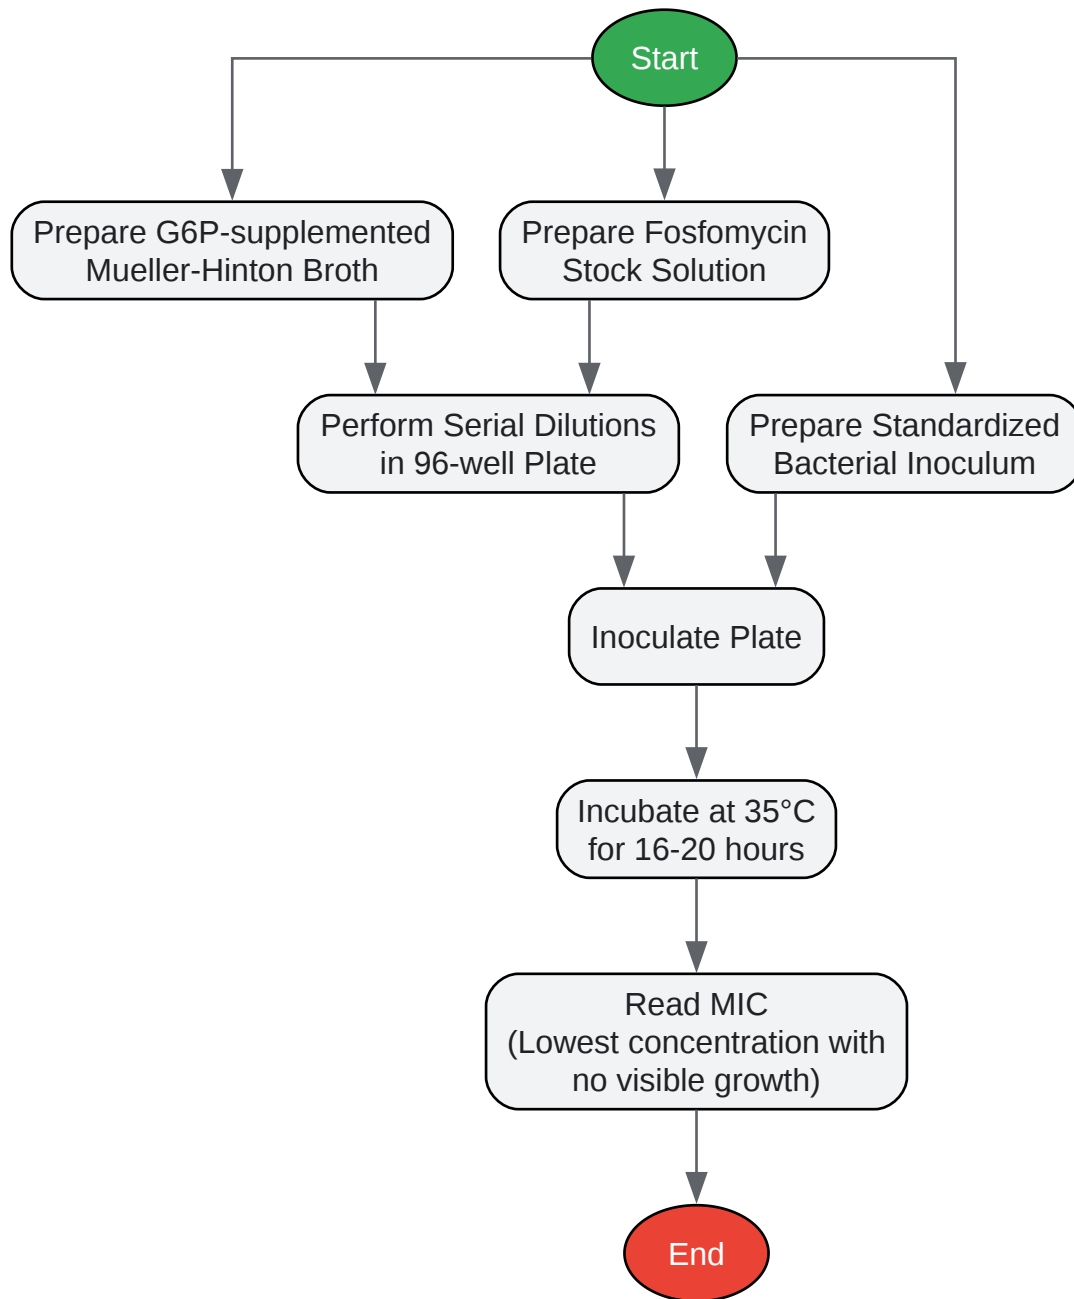 Start
Prepare G6P-supplemented
Mueller-Hinton Broth
Prepare Fosfomycin
Stock Solution
Perform Serial Dilutions
in 96-well Plate
Prepare Standardized
Bacterial Inoculum
Inoculate Plate
Incubate at 35°C
for 16-20 hours
Read MIC
(Lowest concentration with
no visible growth)
End